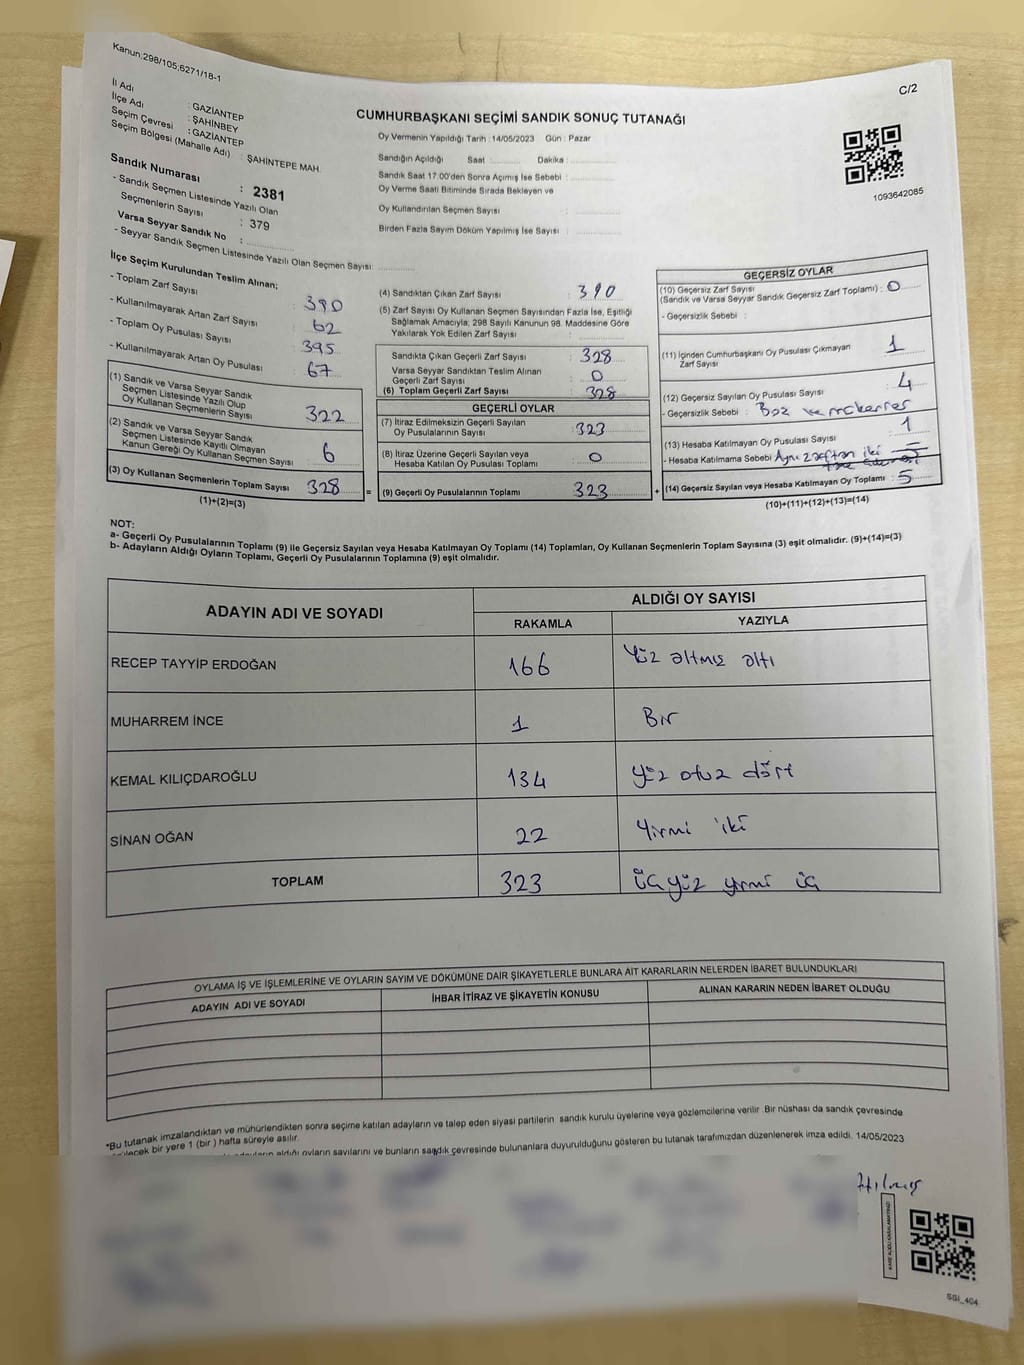 Kanun:298/105;6271/18-1
C/2
İl Adı : GAZİANTEP
İlçe Adı : ŞAHİNBEY
Seçim Çevresi : GAZİANTEP
Seçim Bölgesi (Mahalle Adı) : ŞAHİNTEPE MAH.
Sandık Numarası : 2381
- Sandık Seçmen Listesinde Yazılı Olan
Seçmenlerin Sayısı : 379
Varsa Seyyar Sandık No : ..............
- Seyyar Sandık Seçmen Listesinde Yazılı Olan Seçmen Sayısı: ..............
CUMHURBAŞKANI SEÇİMİ SANDIK SONUÇ TUTANAĞI
Oy Vermenin Yapıldığı Tarih : 14/05/2023 Gün : Pazar
Sandığın Açıldığı Saat :.......... Dakika :..............
Sandık Saat 17.00'den Sonra Açılmış İse Sebebi : ..............
Oy Verme Saati Bitiminde Sırada Bekleyen ve
Oy Kullandırılan Seçmen Sayısı : ..............
Birden Fazla Sayım Döküm Yapılmış İse Sayısı : ..............
1093642085
İlçe Seçim Kurulundan Teslim Alınan;
- Toplam Zarf Sayısı : 390
- Kullanılmayarak Artan Zarf Sayısı : 62
- Toplam Oy Pusulası Sayısı : 395
- Kullanılmayarak Artan Oy Pusulası : 67
(1) Sandık ve Varsa Seyyar Sandık
Seçmen Listesinde Yazılı Olup
Oy Kullanan Seçmenlerin Sayısı : 322
(2) Sandık ve Varsa Seyyar Sandık
Seçmen Listesinde Kayıtlı Olmayan
Kanun Gereği Oy Kullanan Seçmen Sayısı : 6
(3) Oy Kullanan Seçmenlerin Toplam Sayısı : 328 =
(1)+(2)=(3)
(4) Sandıktan Çıkan Zarf Sayısı : 390
(5) Zarf Sayısı Oy Kullanan Seçmen Sayısından Fazla İse, Eşitliği
Sağlamak Amacıyla; 298 Sayılı Kanunun 98. Maddesine Göre
Yakılarak Yok Edilen Zarf Sayısı : ..............
Sandıkta Çıkan Geçerli Zarf Sayısı : 328
Varsa Seyyar Sandıktan Teslim Alınan
Geçerli Zarf Sayısı : 0
(6) Toplam Geçerli Zarf Sayısı : 328
GEÇERLİ OYLAR
(7) İtiraz Edilmeksizin Geçerli Sayılan
Oy Pusulalarının Sayısı : 323
(8) İtiraz Üzerine Geçerli Sayılan veya
Hesaba Katılan Oy Pusulası Toplamı : 0
(9) Geçerli Oy Pusulalarının Toplamı : 323 +
GEÇERSİZ OYLAR
(10) Geçersiz Zarf Sayısı
(Sandık ve Varsa Seyyar Sandık Geçersiz Zarf Toplamı) : 0
- Geçersizlik Sebebi :
(11) İçinden Cumhurbaşkanı Oy Pusulası Çıkmayan
Zarf Sayısı : 1
(12) Geçersiz Sayılan Oy Pusulası Sayısı : 4
- Geçersizlik Sebebi : Boz ve mükerrer
(13) Hesaba Katılmayan Oy Pusulası Sayısı : 1
- Hesaba Katılmama Sebebi : Aynı zarftan iki
(14) Geçersiz Sayılan veya Hesaba Katılmayan Oy Toplamı : 5
(10)+(11)+(12)+(13)=(14)
NOT:
a- Geçerli Oy Pusulalarının Toplamı (9) ile Geçersiz Sayılan veya Hesaba Katılmayan Oy Toplamı (14) Toplamları, Oy Kullanan Seçmenlerin Toplam Sayısına (3) eşit olmalıdır. (9)+(14)=(3)
b- Adayların Aldığı Oyların Toplamı, Geçerli Oy Pusulalarının Toplamına (9) eşit olmalıdır.
ADAYIN ADI VE SOYADI
ALDIĞI OY SAYISI
RAKAMLA YAZIYLA
RECEP TAYYİP ERDOĞAN 166 Yüz altmış altı
MUHARREM İNCE 1 Bir
KEMAL KILIÇDAROĞLU 134 yüz otuz dört
SİNAN OĞAN 22 Yirmi iki
TOPLAM 323 üçyüz yirmi üç
OYLAMA İŞ VE İŞLEMLERİNE VE OYLARIN SAYIM VE DÖKÜMÜNE DAİR ŞİKAYETLERLE BUNLARA AİT KARARLARIN NELERDEN İBARET BULUNDUKLARI
ADAYIN ADI VE SOYADI İHBAR İTİRAZ VE ŞİKAYETİN KONUSU ALINAN KARARIN NEDEN İBARET OLDUĞU
*Bu tutanak imzalandıktan ve mühürlendikten sonra seçime katılan adayların ve talep eden siyasi partilerin sandık kurulu üyelerine veya gözlemcilerine verilir .Bir nüshası da sandık çevresinde
bir yere 1 (bir ) hafta süreyle asılır.
aldığı oyların sayılarını ve bunların sandık çevresinde bulunanlara duyurulduğunu gösteren bu tutanak tarafımızdan düzenlenerek imza edildi. 14/05/2023
KARE KODU KARALAMAYINIZ!
SGI_404